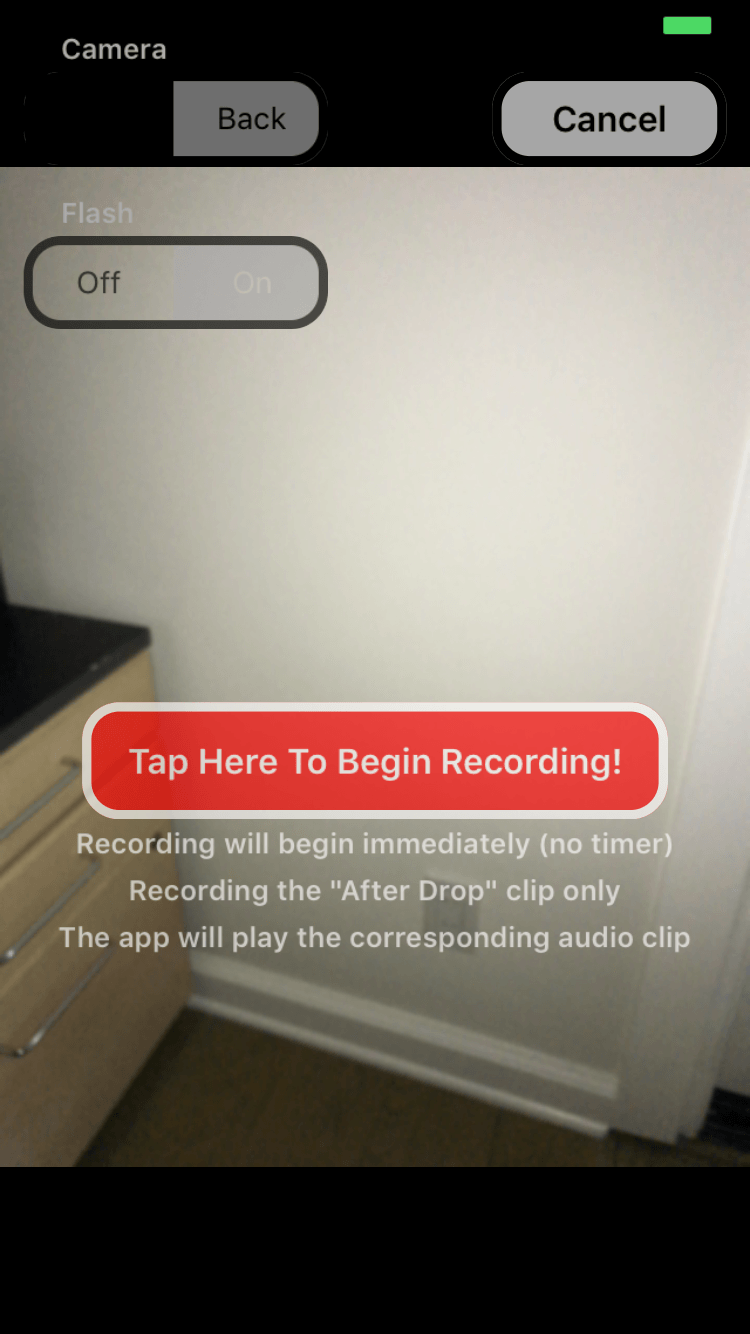 Camera
Back
Cancel
Flash
Off
On
Tap Here To Begin Recording!
Recording will begin immediately (no timer)
Recording the "After Drop" clip only
The app will play the corresponding audio clip